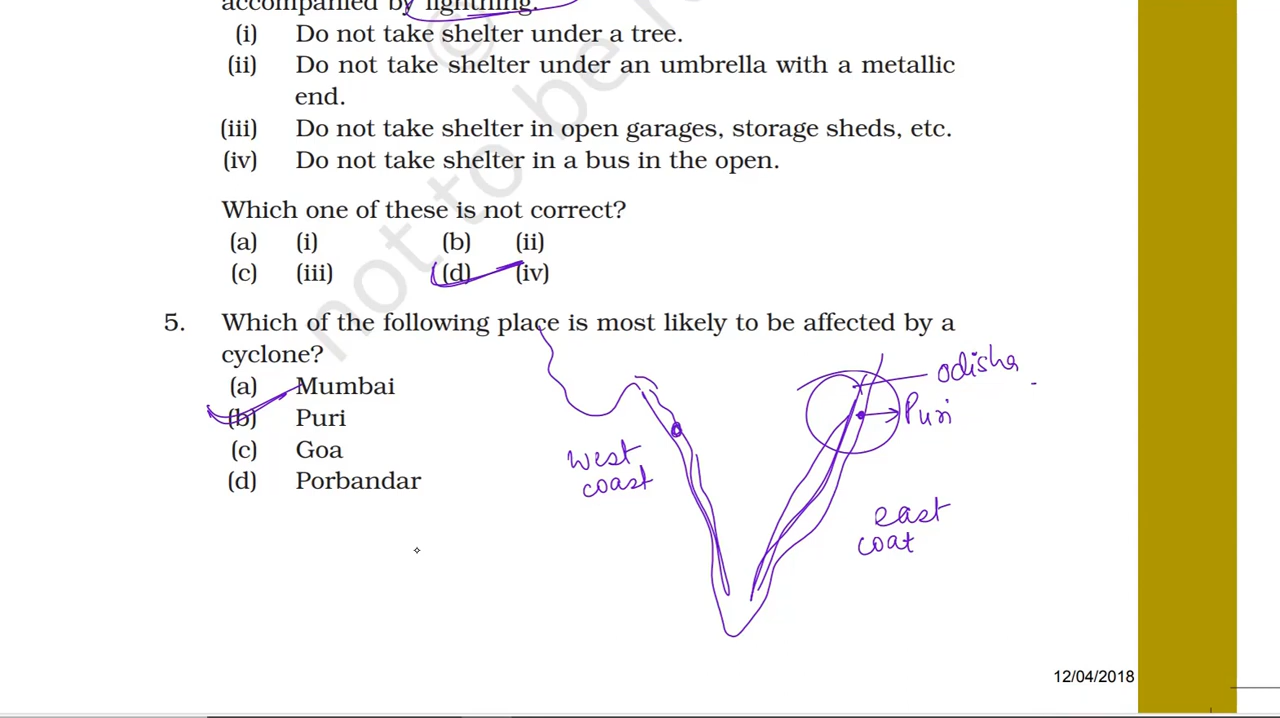 accompanied by lightning.
(i) Do not take shelter under a tree.
(ii) Do not take shelter under an umbrella with a metallic
end.
(iii) Do not take shelter in open garages, storage sheds, etc.
(iv) Do not take shelter in a bus in the open.
Which one of these is not correct?
(a) (i) (b) (ii)
(c) (iii) (d) (iv)
5. Which of the following place is most likely to be affected by a
cyclone?
(a) Mumbai
(b) Puri
(c) Goa
(d) Porbandar
odisha
Puri
west
coast
east
coat
not to be
©
12/04/2018